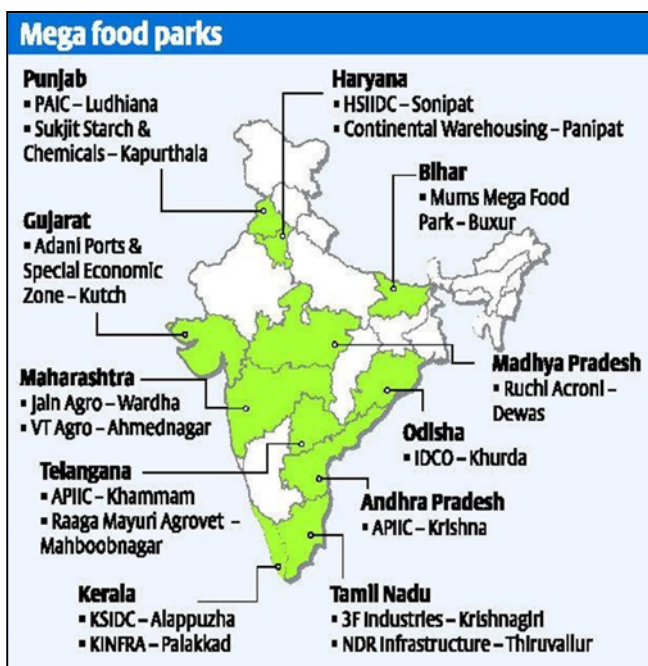 Mega food parks
Punjab
▪ PAIC – Ludhiana
▪ Sukjit Starch &
Chemicals – Kapurthala
Haryana
▪ HSIIDC – Sonipat
▪ Continental Warehousing – Panipat
Bihar
▪ Mums Mega Food
Park – Buxur
Gujarat
▪ Adani Ports &
Special Economic
Zone – Kutch
Madhya Pradesh
▪ Ruchi Acroni –
Dewas
Maharashtra
▪ Jain Agro – Wardha
▪ VT Agro – Ahmednagar
Odisha
▪ IDCO – Khurda
Telangana
▪ APIIC – Khammam
▪ Raaga Mayuri Agrovet –
Mahboobnagar
Andhra Pradesh
▪ APIIC – Krishna
Kerala
▪ KSIDC – Alappuzha
▪ KINFRA – Palakkad
Tamil Nadu
▪ 3F Industries – Krishnagiri
▪ NDR Infrastructure – Thiruvallur